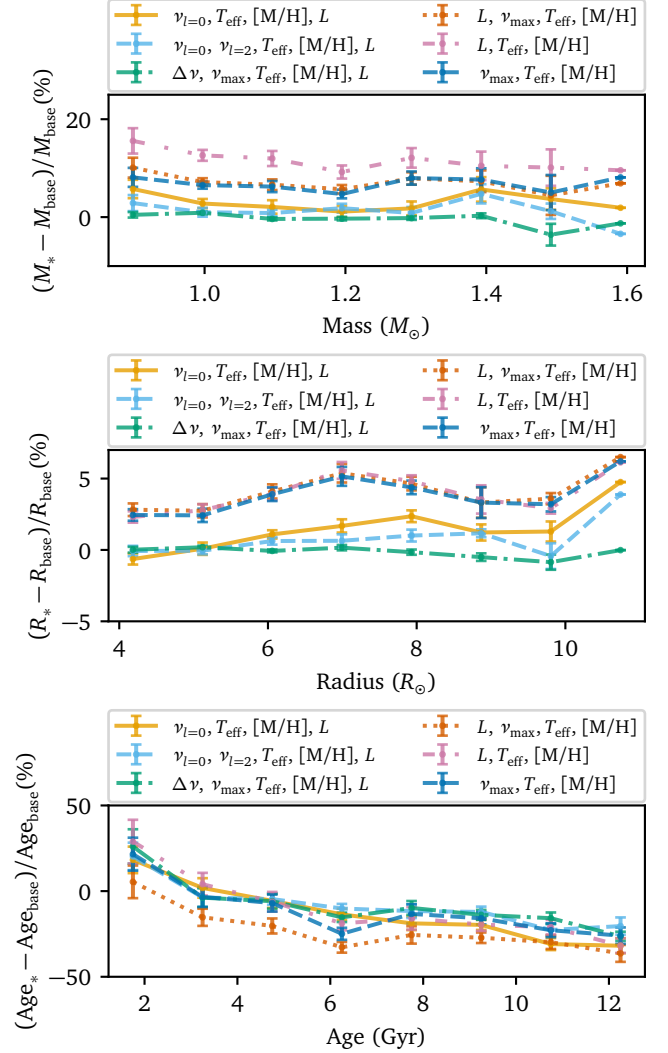 ν_{l=0}, T_eff, [M/H], L
ν_{l=0}, ν_{l=2}, T_eff, [M/H], L
Δν, ν_max, T_eff, [M/H], L
L, ν_max, T_eff, [M/H]
L, T_eff, [M/H]
ν_max, T_eff, [M/H]
(M_* − M_base)/M_base(%)
20
0
1.0 1.2 1.4 1.6
Mass (M_⊙)
ν_{l=0}, T_eff, [M/H], L
ν_{l=0}, ν_{l=2}, T_eff, [M/H], L
Δν, ν_max, T_eff, [M/H], L
L, ν_max, T_eff, [M/H]
L, T_eff, [M/H]
ν_max, T_eff, [M/H]
(R_* − R_base)/R_base(%)
5
0
−5
4 6 8 10
Radius (R_⊙)
ν_{l=0}, T_eff, [M/H], L
ν_{l=0}, ν_{l=2}, T_eff, [M/H], L
Δν, ν_max, T_eff, [M/H], L
L, ν_max, T_eff, [M/H]
L, T_eff, [M/H]
ν_max, T_eff, [M/H]
(Age_* − Age_base)/Age_base(%)
50
0
−50
2 4 6 8 10 12
Age (Gyr)